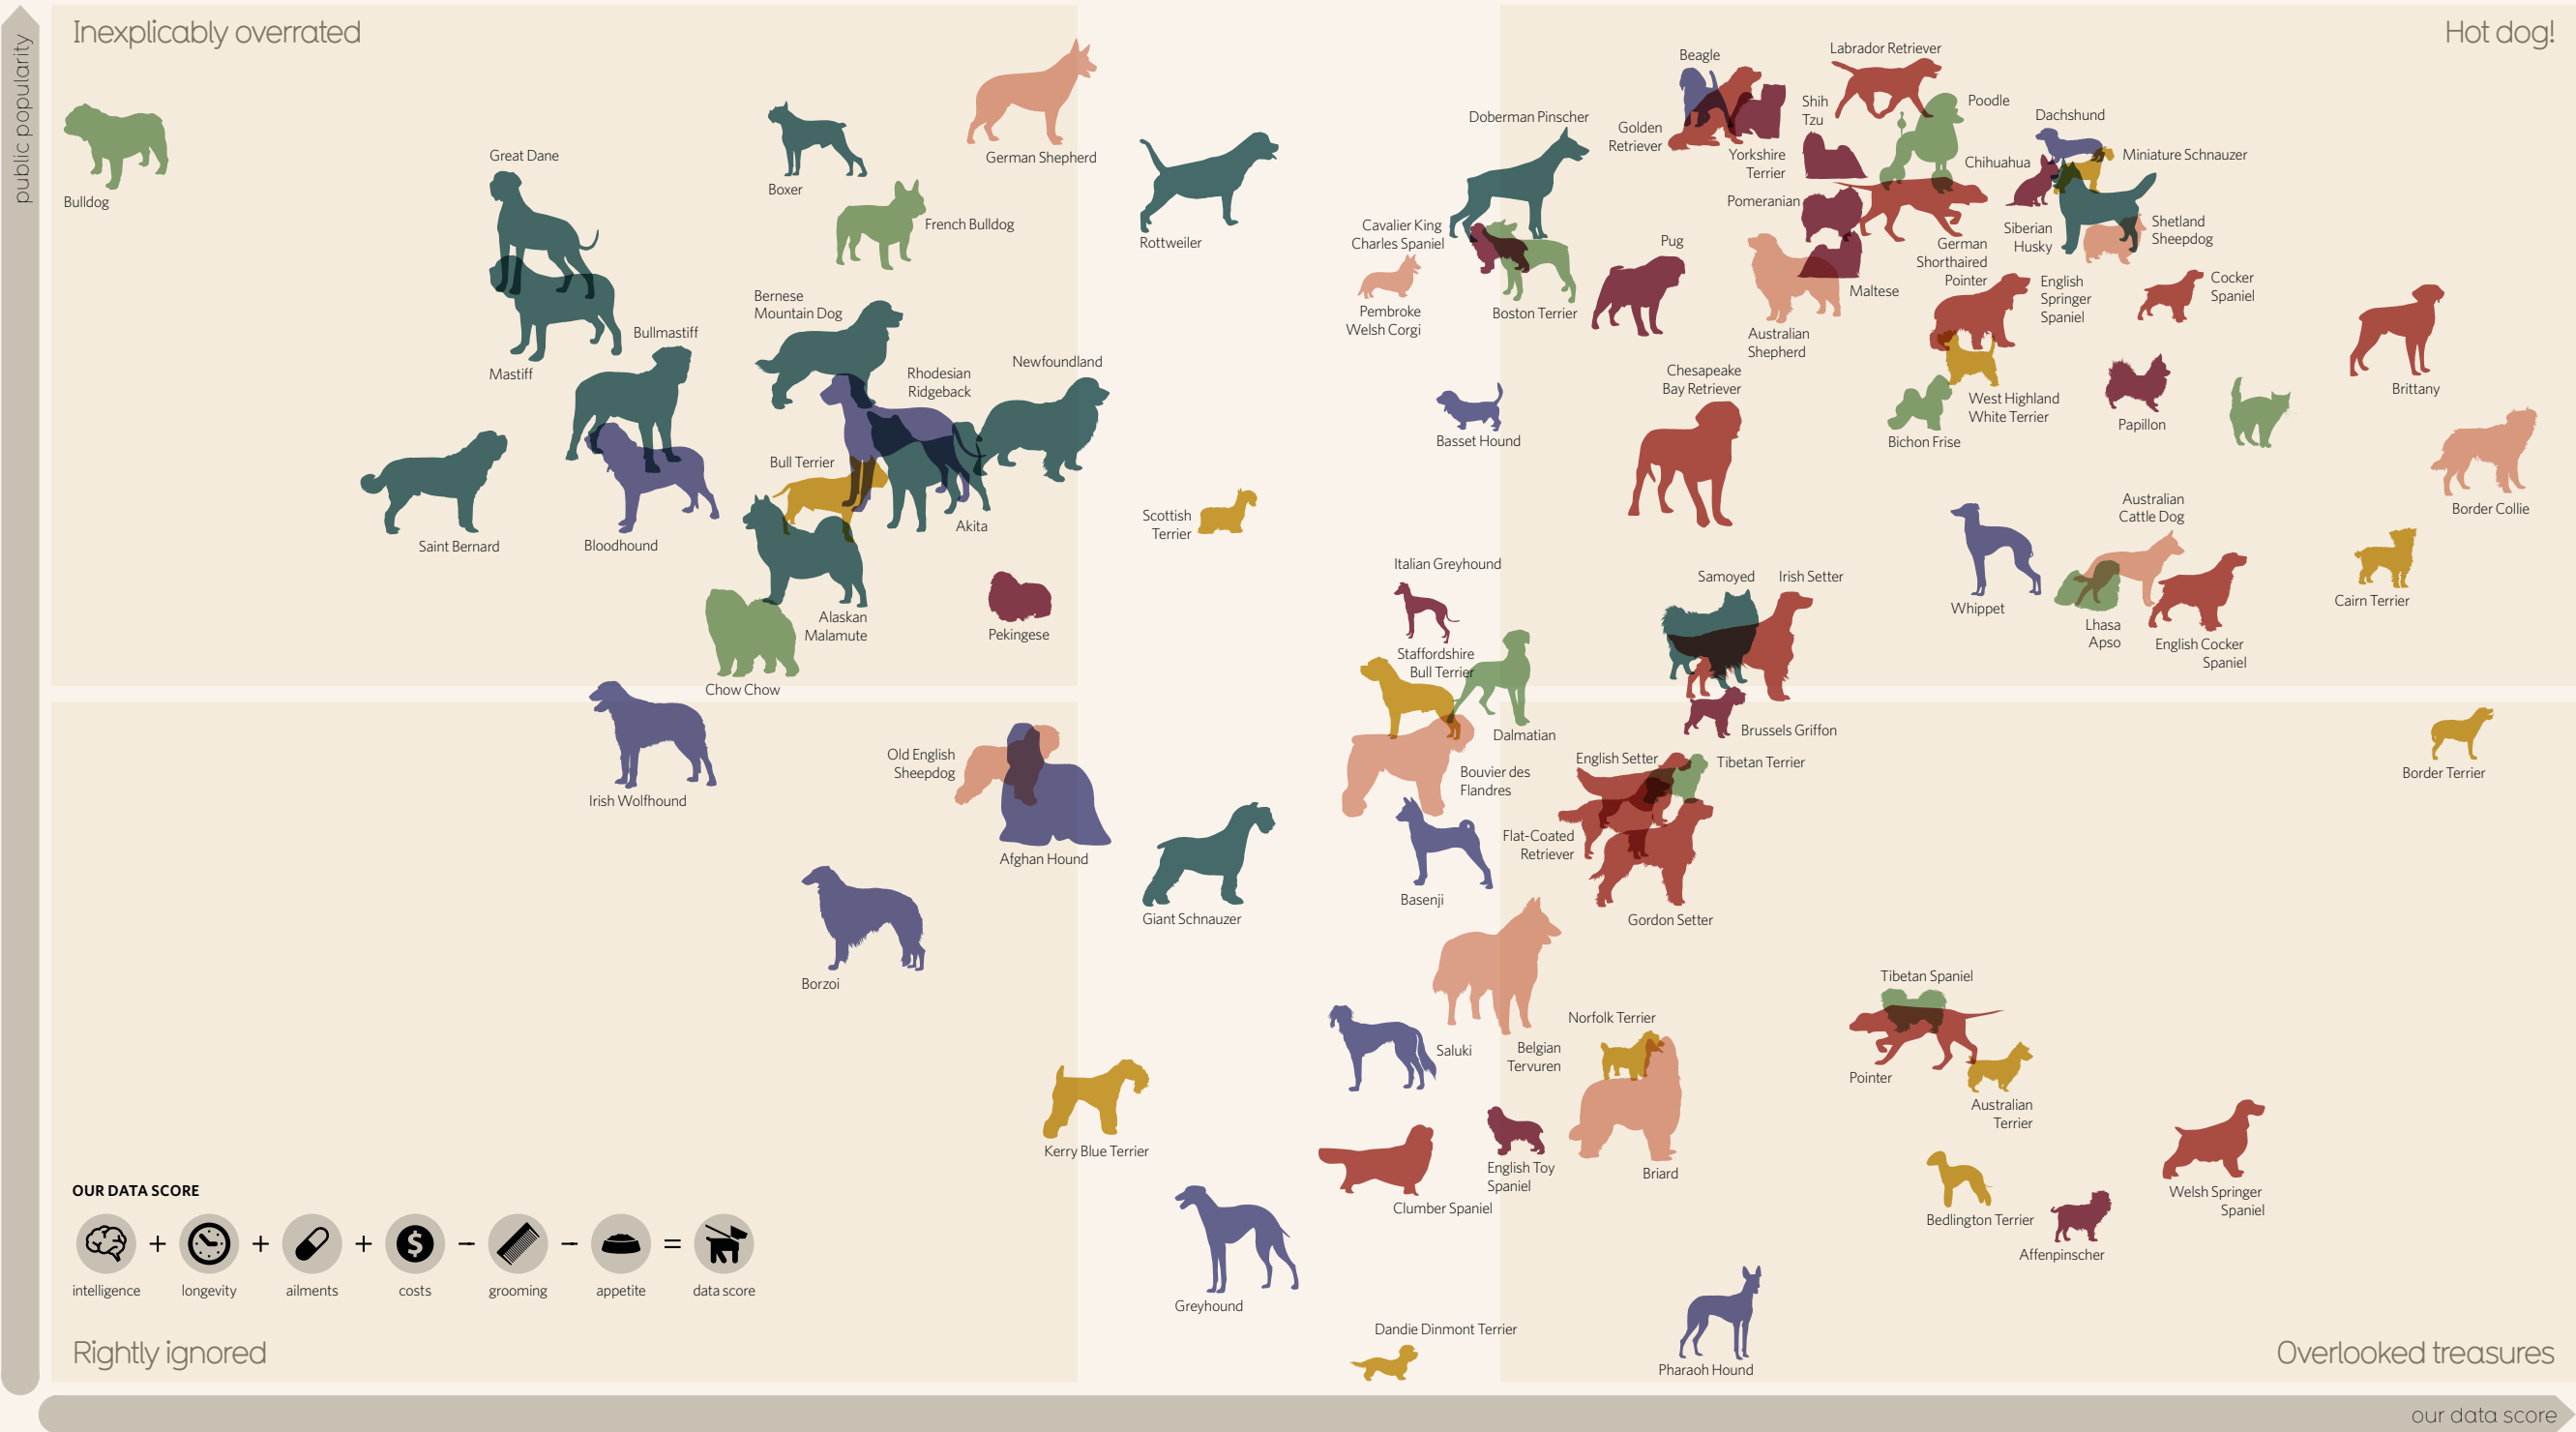 Inexplicably overrated
Hot dog!
public popularity
Beagle
Labrador Retriever
Shih
Tzu
Poodle
Dachshund
Doberman Pinscher
Golden
Retriever
Yorkshire
Terrier
Chihuahua
Miniature Schnauzer
German Shepherd
Great Dane
Boxer
Bulldog
Pomeranian
French Bulldog
Rottweiler
Cavalier King
Charles Spaniel
Pug
Siberian
Husky
Shetland
Sheepdog
German
Shorthaired
Pointer
English
Springer
Spaniel
Cocker
Spaniel
Maltese
Bernese
Mountain Dog
Pembroke
Welsh Corgi
Boston Terrier
Australian
Shepherd
Bullmastiff
Mastiff
Rhodesian
Ridgeback
Newfoundland
Chesapeake
Bay Retriever
Brittany
West Highland
White Terrier
Papillon
Basset Hound
Bichon Frise
Bull Terrier
Border Collie
Australian
Cattle Dog
Scottish
Terrier
Akita
Saint Bernard
Bloodhound
Italian Greyhound
Samoyed
Irish Setter
Whippet
Cairn Terrier
Alaskan
Malamute
Pekingese
Lhasa
Apso
English Cocker
Spaniel
Staffordshire
Bull Terrier
Chow Chow
Dalmatian
Brussels Griffon
Old English
Sheepdog
English Setter
Tibetan Terrier
Border Terrier
Bouvier des
Flandres
Irish Wolfhound
Flat-Coated
Retriever
Afghan Hound
Basenji
Giant Schnauzer
Gordon Setter
Borzoi
Tibetan Spaniel
Norfolk Terrier
Saluki
Belgian
Tervuren
Pointer
Australian
Terrier
Kerry Blue Terrier
English Toy
Spaniel
Briard
Clumber Spaniel
Welsh Springer
Spaniel
Bedlington Terrier
Affenpinscher
OUR DATA SCORE
+ + + $ − − =
intelligence longevity ailments costs grooming appetite data score
Greyhound
Dandie Dinmont Terrier
Pharaoh Hound
Rightly ignored
Overlooked treasures
our data score